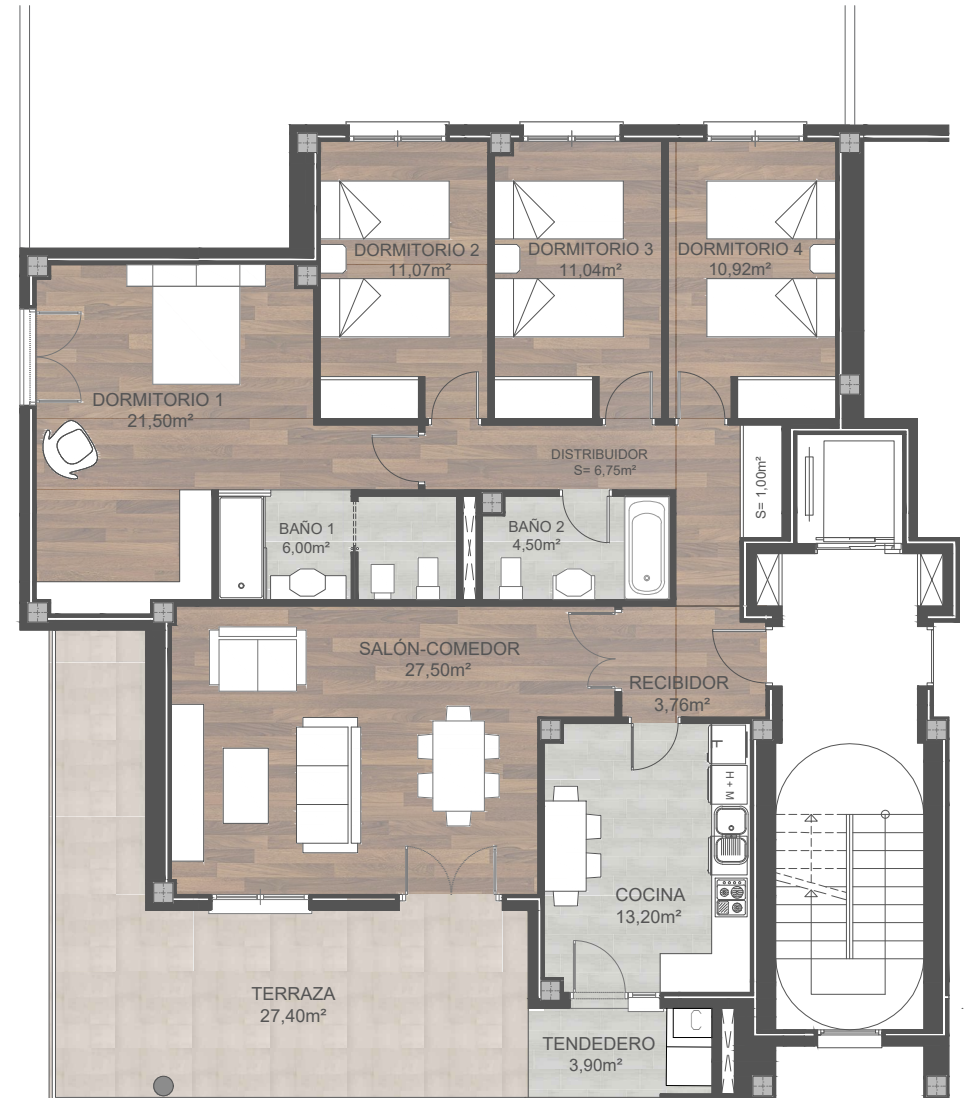 DORMITORIO 2
11,07m²
DORMITORIO 3
11,04m²
DORMITORIO 4
10,92m²
DORMITORIO 1
21,50m²
DISTRIBUIDOR
S= 6,75m²
S= 1,00m²
BAÑO 1
6,00m²
BAÑO 2
4,50m²
SALÓN-COMEDOR
27,50m²
RECIBIDOR
3,76m²
F
H + M
COCINA
13,20m²
TERRAZA
27,40m²
C
TENDEDERO
3,90m²